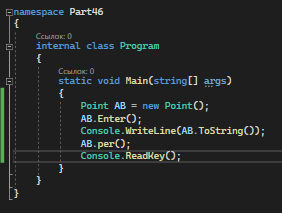 namespace Part46
{
Ссылок: 0
internal class Program
{
Ссылок: 0
static void Main(string[] args)
{
Point AB = new Point();
AB.Enter();
Console.WriteLine(AB.ToString());
AB.per();
Console.ReadKey();
}
}
}